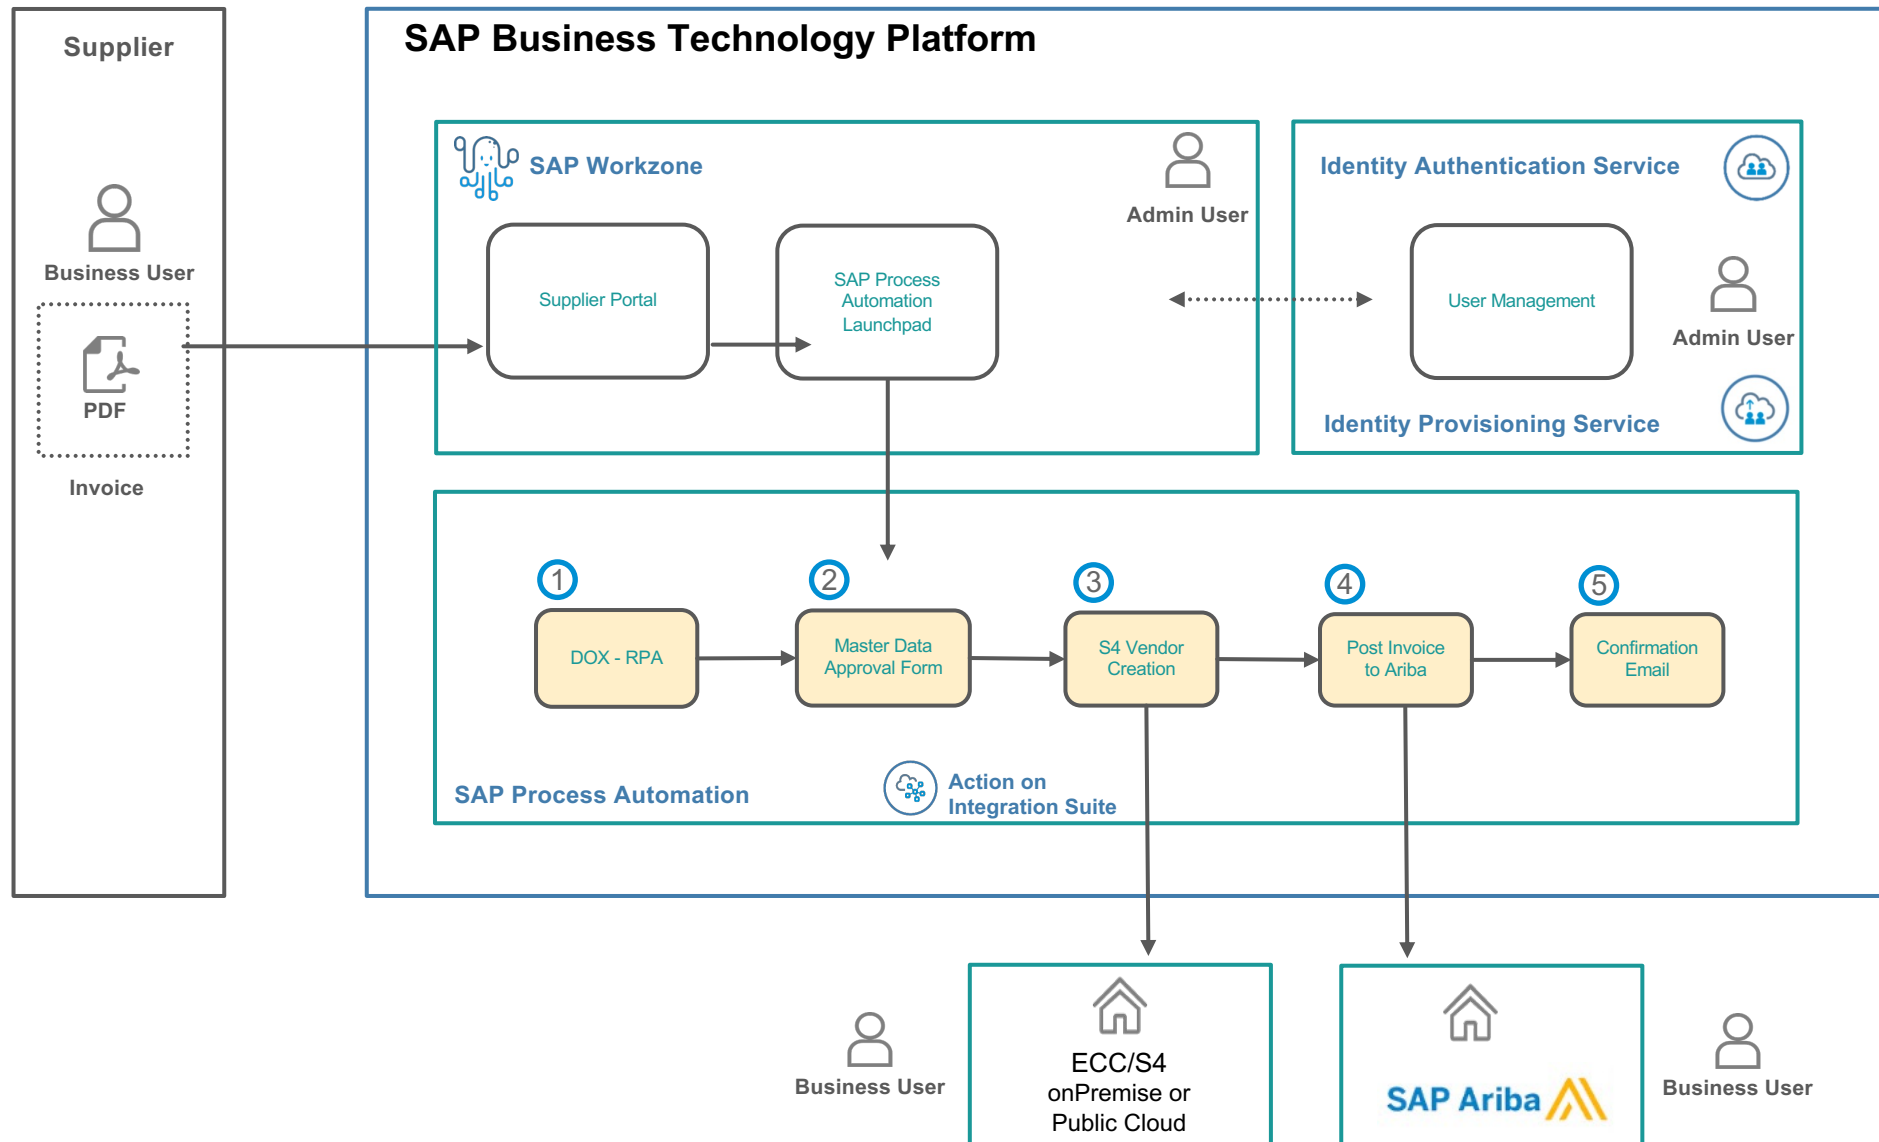 Supplier
Business User
PDF
Invoice
SAP Business Technology Platform
SAP Workzone
Admin User
Supplier Portal
SAP Process
Automation
Launchpad
Identity Authentication Service
User Management
Admin User
Identity Provisioning Service
1
2
3
4
5
DOX - RPA
Master Data
Approval Form
S4 Vendor
Creation
Post Invoice
to Ariba
Confirmation
Email
SAP Process Automation
Action on
Integration Suite
Business User
ECC/S4
onPremise or
Public Cloud
SAP Ariba
Business User